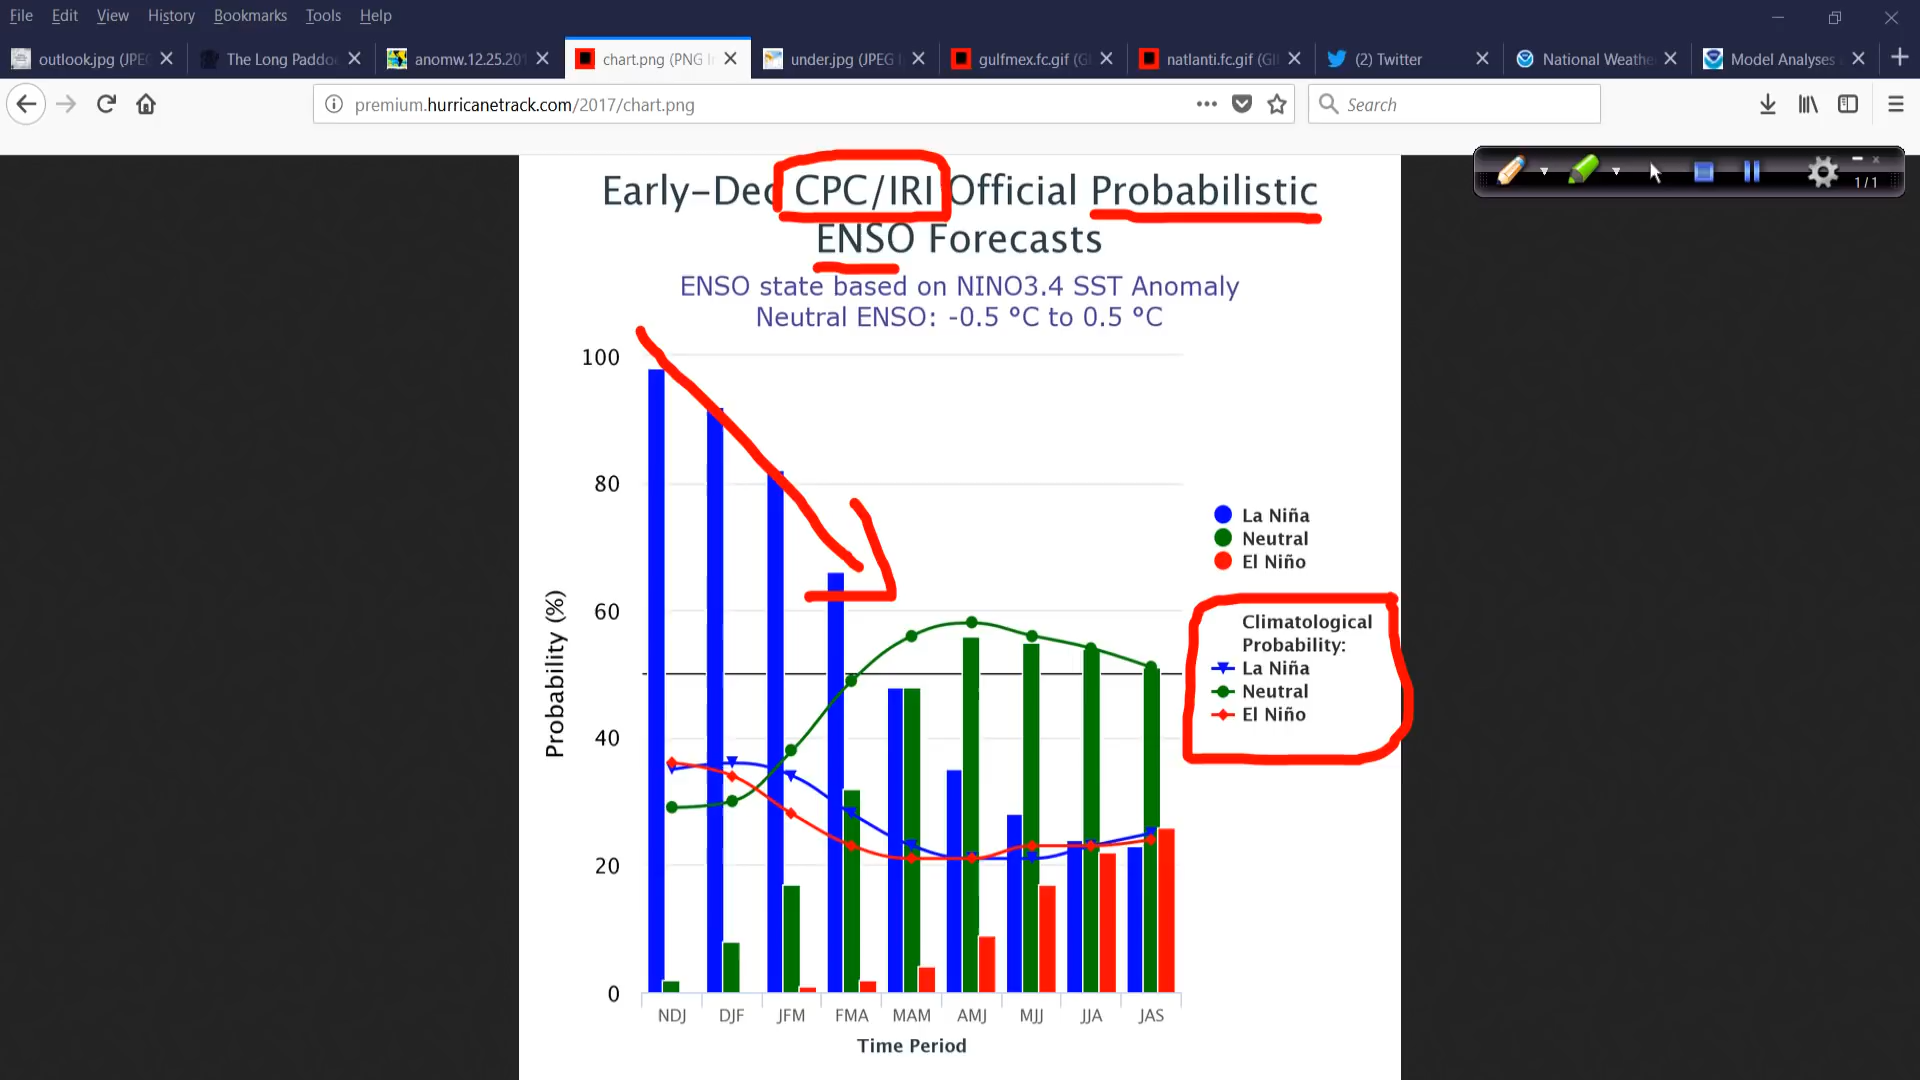 File Edit View History Bookmarks Tools Help
outlook.jpg (JPEG The Long Paddo anomw.12.25.201 chart.png (PNG I under.jpg (JPEG I gulfmex.fc.gif (GI natlanti.fc.gif (GI (2) Twitter National Weathe Model Analyses
premium.hurricanetrack.com/2017/chart.png Search
1/1
Early-Dec CPC/IRI Official Probabilistic
ENSO Forecasts
ENSO state based on NINO3.4 SST Anomaly
Neutral ENSO: -0.5 °C to 0.5 °C
100
80
60
40
20
0
Probability (%)
NDJ DJF JFM FMA MAM AMJ MJJ JJA JAS
Time Period
La Niña
Neutral
El Niño
Climatological
Probability:
La Niña
Neutral
El Niño